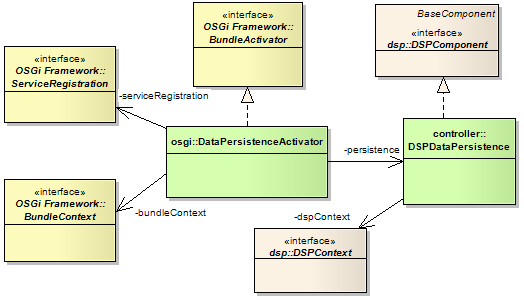 «interface»
OSGi Framework::
BundleActivator
BaseComponent
«interface»
dsp::DSPComponent
«interface»
OSGi Framework::
ServiceRegistration
-serviceRegistration
osgi::DataPersistenceActivator
-persistence
controller::
DSPDataPersistence
«interface»
OSGi Framework::
BundleContext
-bundleContext
-dspContext
«interface»
dsp::DSPContext